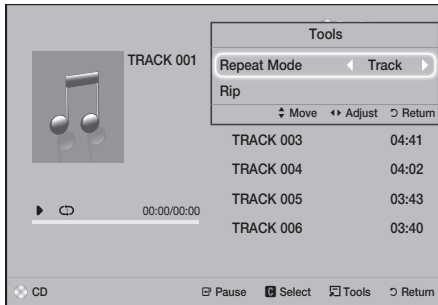 Tools
TRACK 001
Repeat Mode Track
Rip
Move Adjust Return
TRACK 003 04:41
TRACK 004 04:02
TRACK 005 03:43
00:00/00:00
TRACK 006 03:40
CD Pause C Select Tools Return